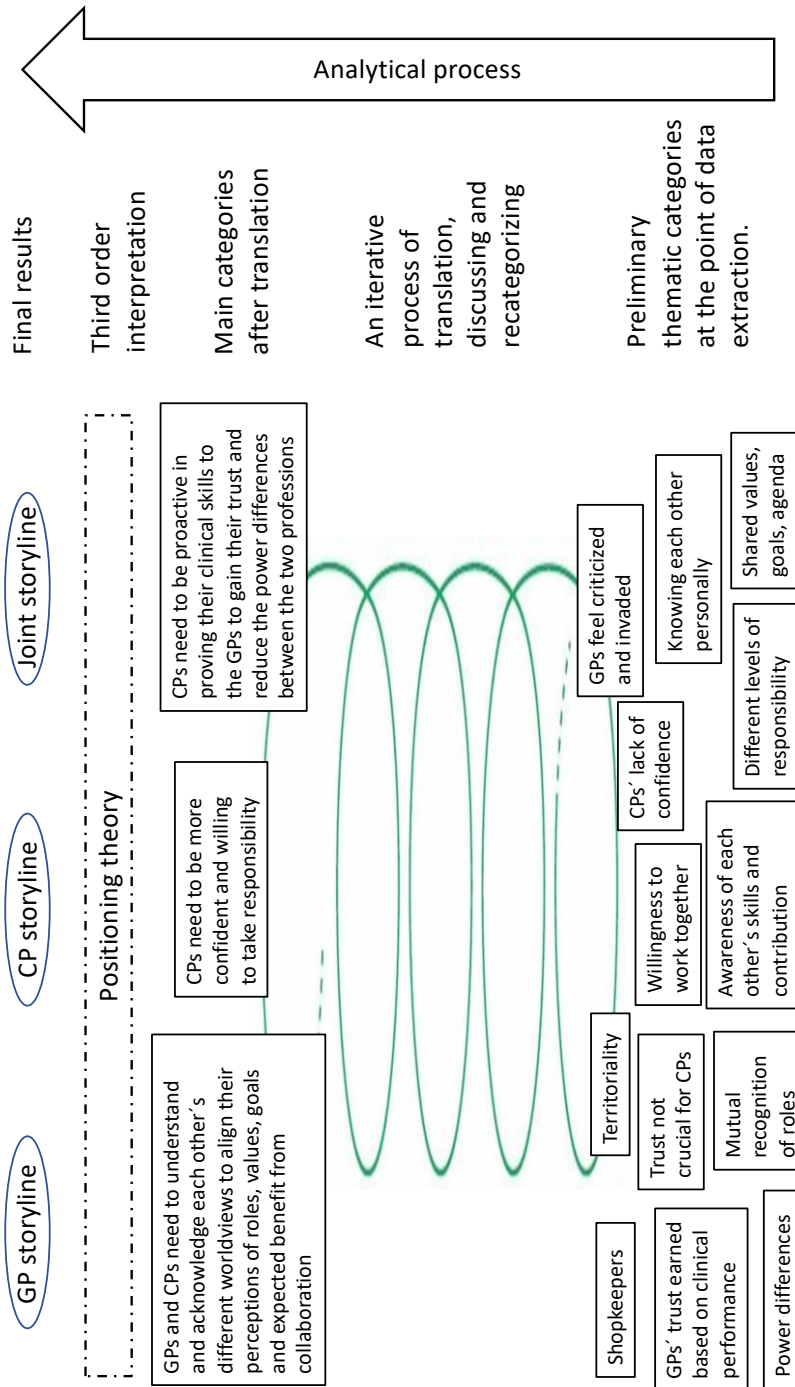 Final results
GP storyline
CP storyline
Joint storyline
Third order
interpretation
Positioning theory
Main categories
after translation
GPs and CPs need to understand
and acknowledge each other´s
different worldviews to align their
perceptions of roles, values, goals
and expected benefit from
collaboration
CPs need to be more
confident and willing
to take responsibility
CPs need to be proactive in
proving their clinical skills to
the GPs to gain their trust and
reduce the power differences
between the two professions
An iterative
process of
translation,
discussing and
recategorizing
Preliminary
thematic categories
at the point of data
extraction.
Shopkeepers
Territoriality
CPs´ lack of
confidence
GPs feel criticized
and invaded
GPs´ trust earned
based on clinical
performance
Trust not
crucial for CPs
Willingness to
work together
Knowing each other
personally
Power differences
Mutual
recognition
of roles
Awareness of each
other´s skills and
contribution
Different levels of
responsibility
Shared values,
goals, agenda
Analytical process